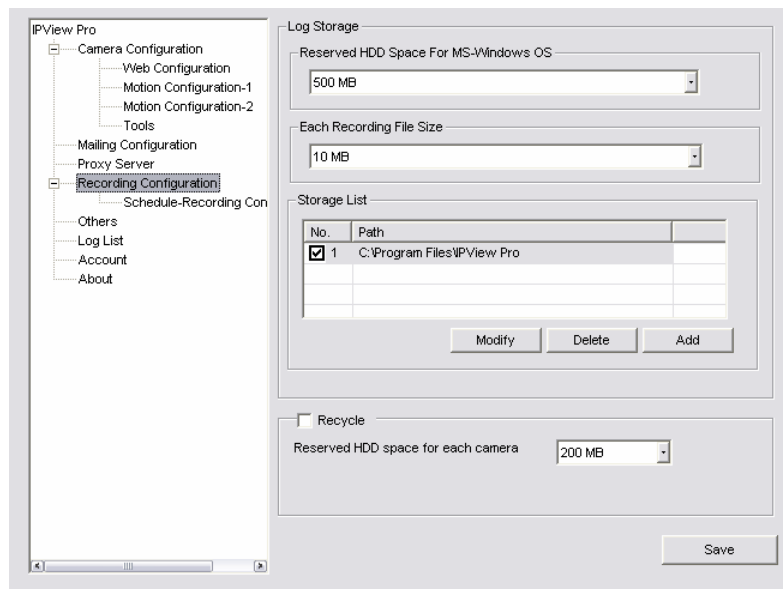 IPView Pro
Camera Configuration
Web Configuration
Motion Configuration-1
Motion Configuration-2
Tools
Mailing Configuration
Proxy Server
Recording Configuration
Schedule-Recording Con
Others
Log List
Account
About
Log Storage
Reserved HDD Space For MS-Windows OS
500 MB
Each Recording File Size
10 MB
Storage List
No. Path
1 C:\Program Files\IPView Pro
Modify Delete Add
Recycle
Reserved HDD space for each camera 200 MB
Save